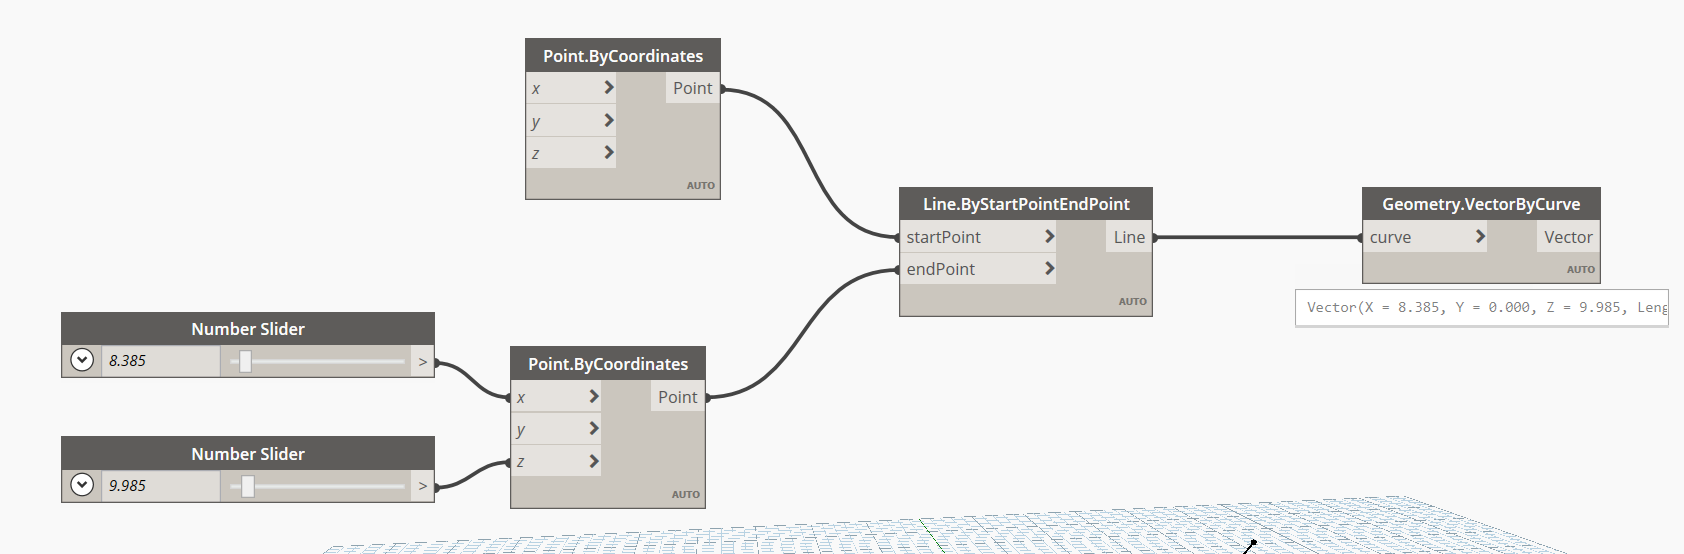 Point.ByCoordinates
x > Point
y >
z >
AUTO
Line.ByStartPointEndPoint
startPoint > Line
endPoint >
AUTO
Geometry.VectorByCurve
curve > Vector
AUTO
Vector(X = 8.385, Y = 0.000, Z = 9.985, Leng
Number Slider
8.385 >
Point.ByCoordinates
x > Point
y >
z >
AUTO
Number Slider
9.985 >